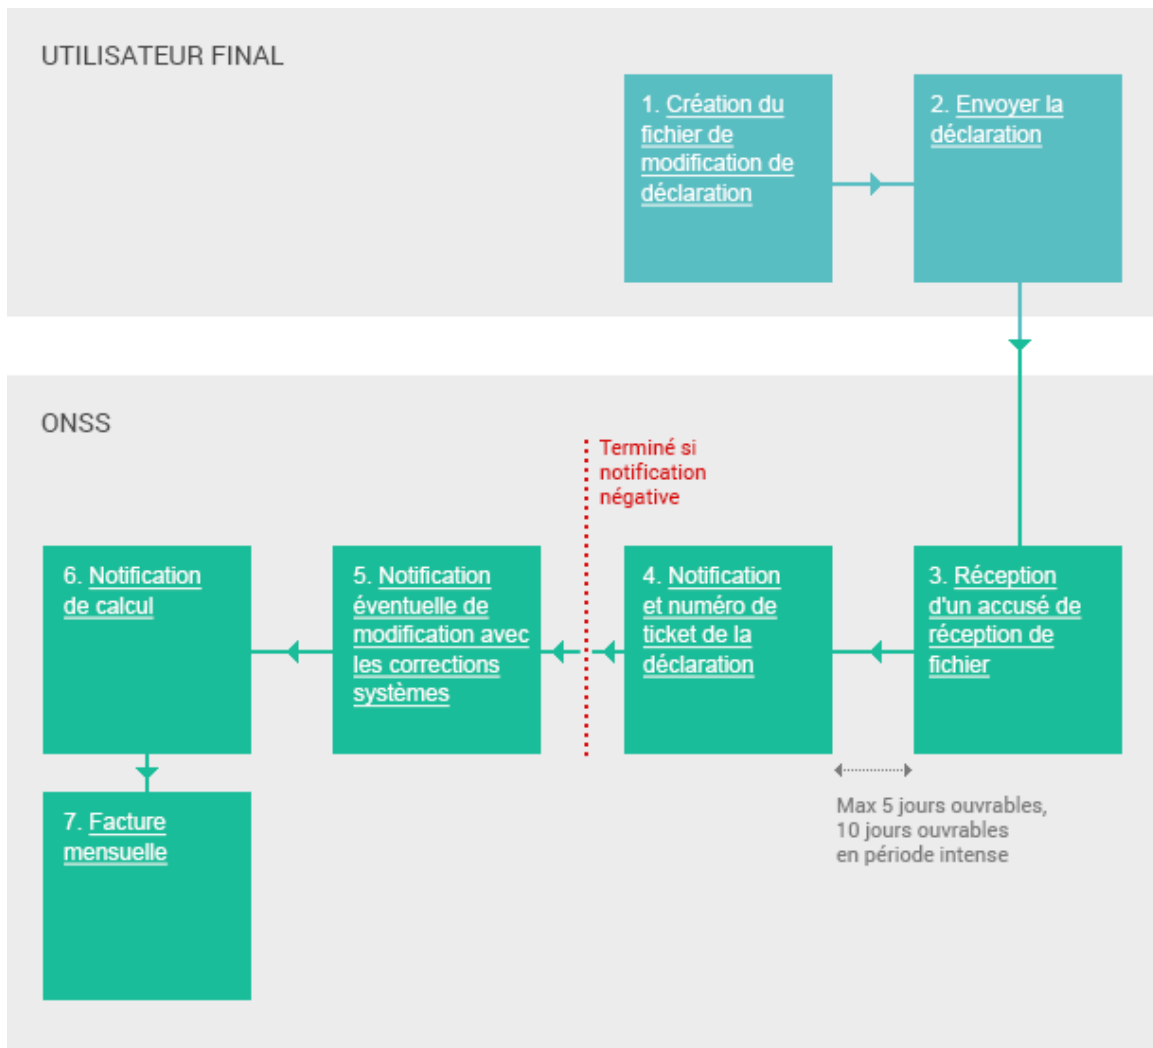 UTILISATEUR FINAL
1. Création du
fichier de
modification de
déclaration
2. Envoyer la
déclaration
ONSS
Terminé si
notification
négative
3. Réception
d'un accusé de
réception de
fichier
4. Notification
et numéro de
ticket de la
déclaration
5. Notification
éventuelle de
modification avec
les corrections
systèmes
6. Notification
de calcul
Max 5 jours ouvrables,
10 jours ouvrables
en période intense
7. Facture
mensuelle